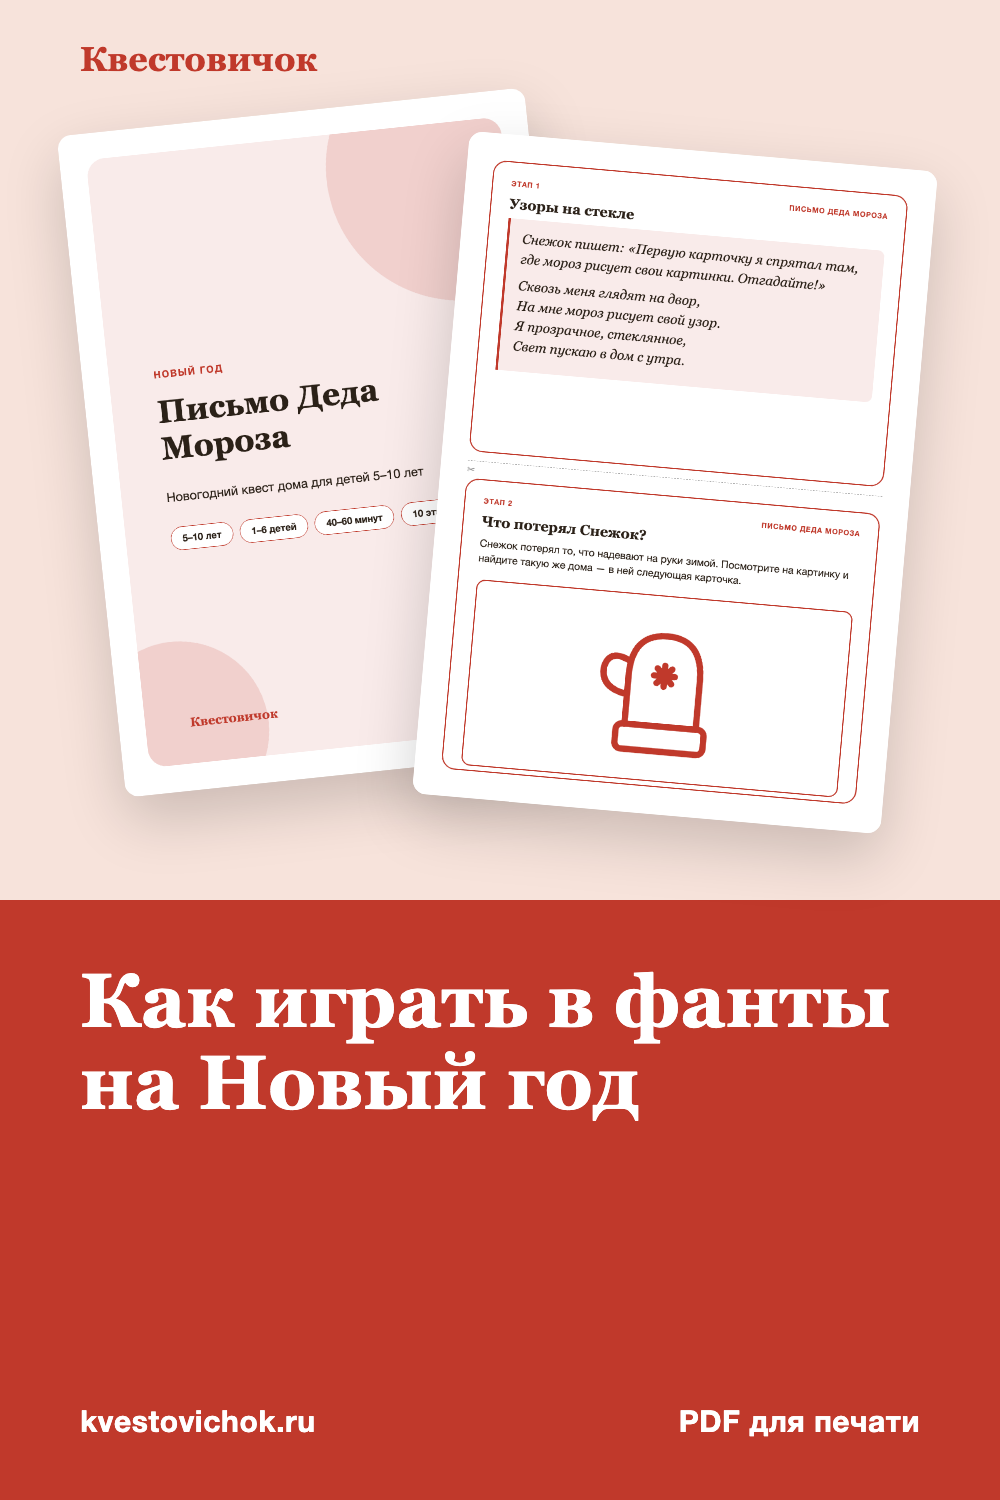 Квестовичок
НОВЫЙ ГОД
Письмо Деда
Мороза
Новогодний квест дома для детей 5–10 лет
5–10 лет
1–6 детей
40–60 минут
10
Квестовичок
ЭТАП 1
ПИСЬМО ДЕДА МОРОЗА
Узоры на стекле
Снежок пишет: «Первую карточку я спрятал там,
где мороз рисует свои картинки. Отгадайте!»
Сквозь меня глядят на двор,
На мне мороз рисует свой узор.
Я прозрачное, стеклянное,
Свет пускаю в дом с утра.
ЭТАП 2
ПИСЬМО ДЕДА МОРОЗА
Что потерял Снежок?
Снежок потерял то, что надевают на руки зимой. Посмотрите на картинку и
найдите такую же дома — в ней следующая карточка.
Как играть в фанты
на Новый год
kvestovichok.ru
PDF для печати